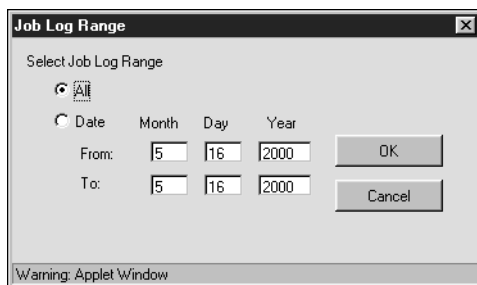 Job Log Range
Select Job Log Range
All
Date Month Day Year
From: 5 16 2000 OK
To: 5 16 2000 Cancel
Warning: Applet Window